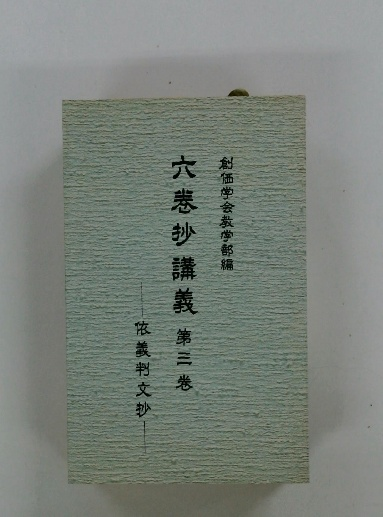 創価学会教学部編
六巻抄講義 第三巻
―依義判文抄―